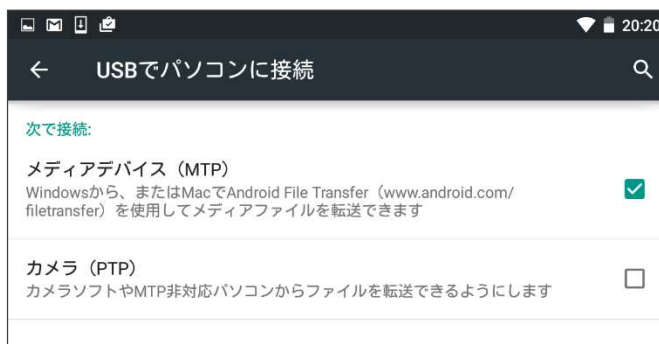 20:20
USBでパソコンに接続
次で接続:
メディアデバイス（MTP）
Windowsから、またはMacでAndroid File Transfer（www.android.com/
filetransfer）を使用してメディアファイルを転送できます
カメラ（PTP）
カメラソフトやMTP非対応パソコンからファイルを転送できるようにします